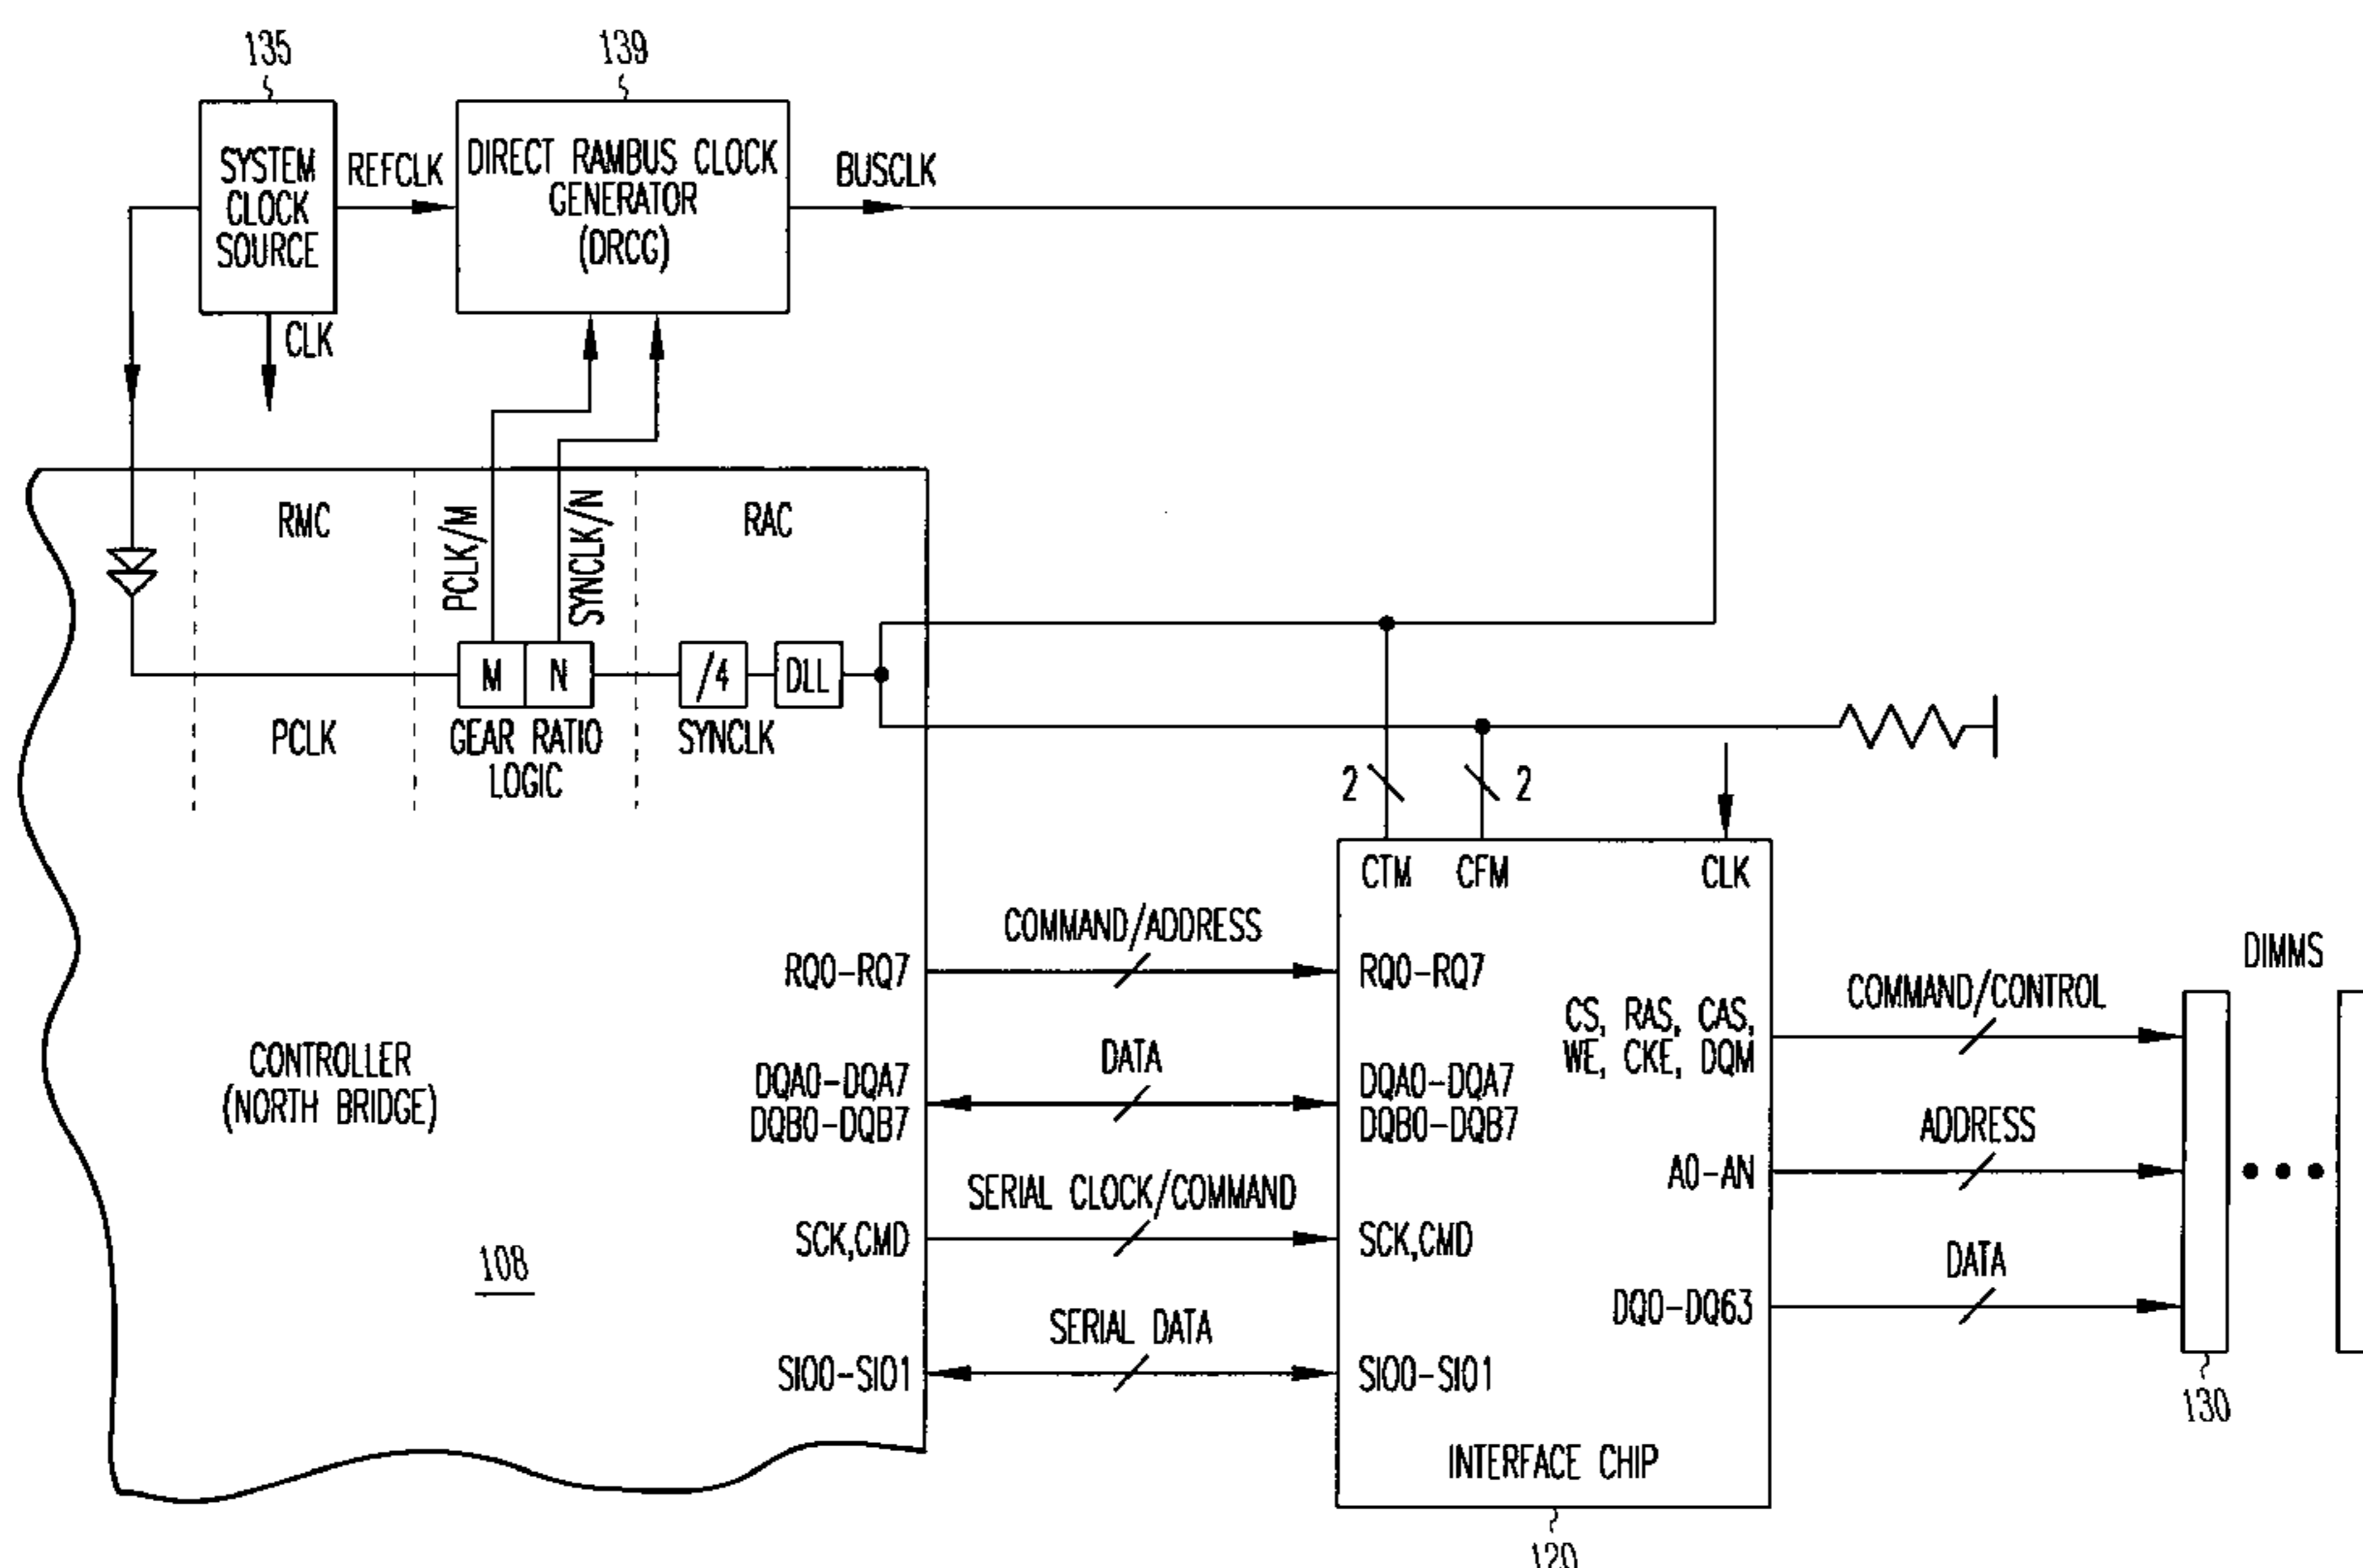 135
139
SYSTEM
CLOCK
SOURCE
REFCLK
DIRECT RAMBUS CLOCK
GENERATOR
(DRCG)
BUSCLK
CLK
RMC
PCLK/M
SYNCLK/N
RAC
M
N
/4
DLL
PCLK
GEAR RATIO
LOGIC
SYNCLK
2
2
CTM
CFM
CLK
COMMAND/ADDRESS
RQ0-RQ7
RQ0-RQ7
DIMMS
COMMAND/CONTROL
CS, RAS, CAS,
WE, CKE, DQM
CONTROLLER
(NORTH BRIDGE)
DATA
DQA0-DQA7
DQB0-DQB7
DQA0-DQA7
DQB0-DQB7
ADDRESS
A0-AN
SERIAL CLOCK/COMMAND
SCK,CMD
SCK,CMD
108
DATA
DQ0-DQ63
SERIAL DATA
SIO0-SIO1
SIO0-SIO1
130
INTERFACE CHIP
120